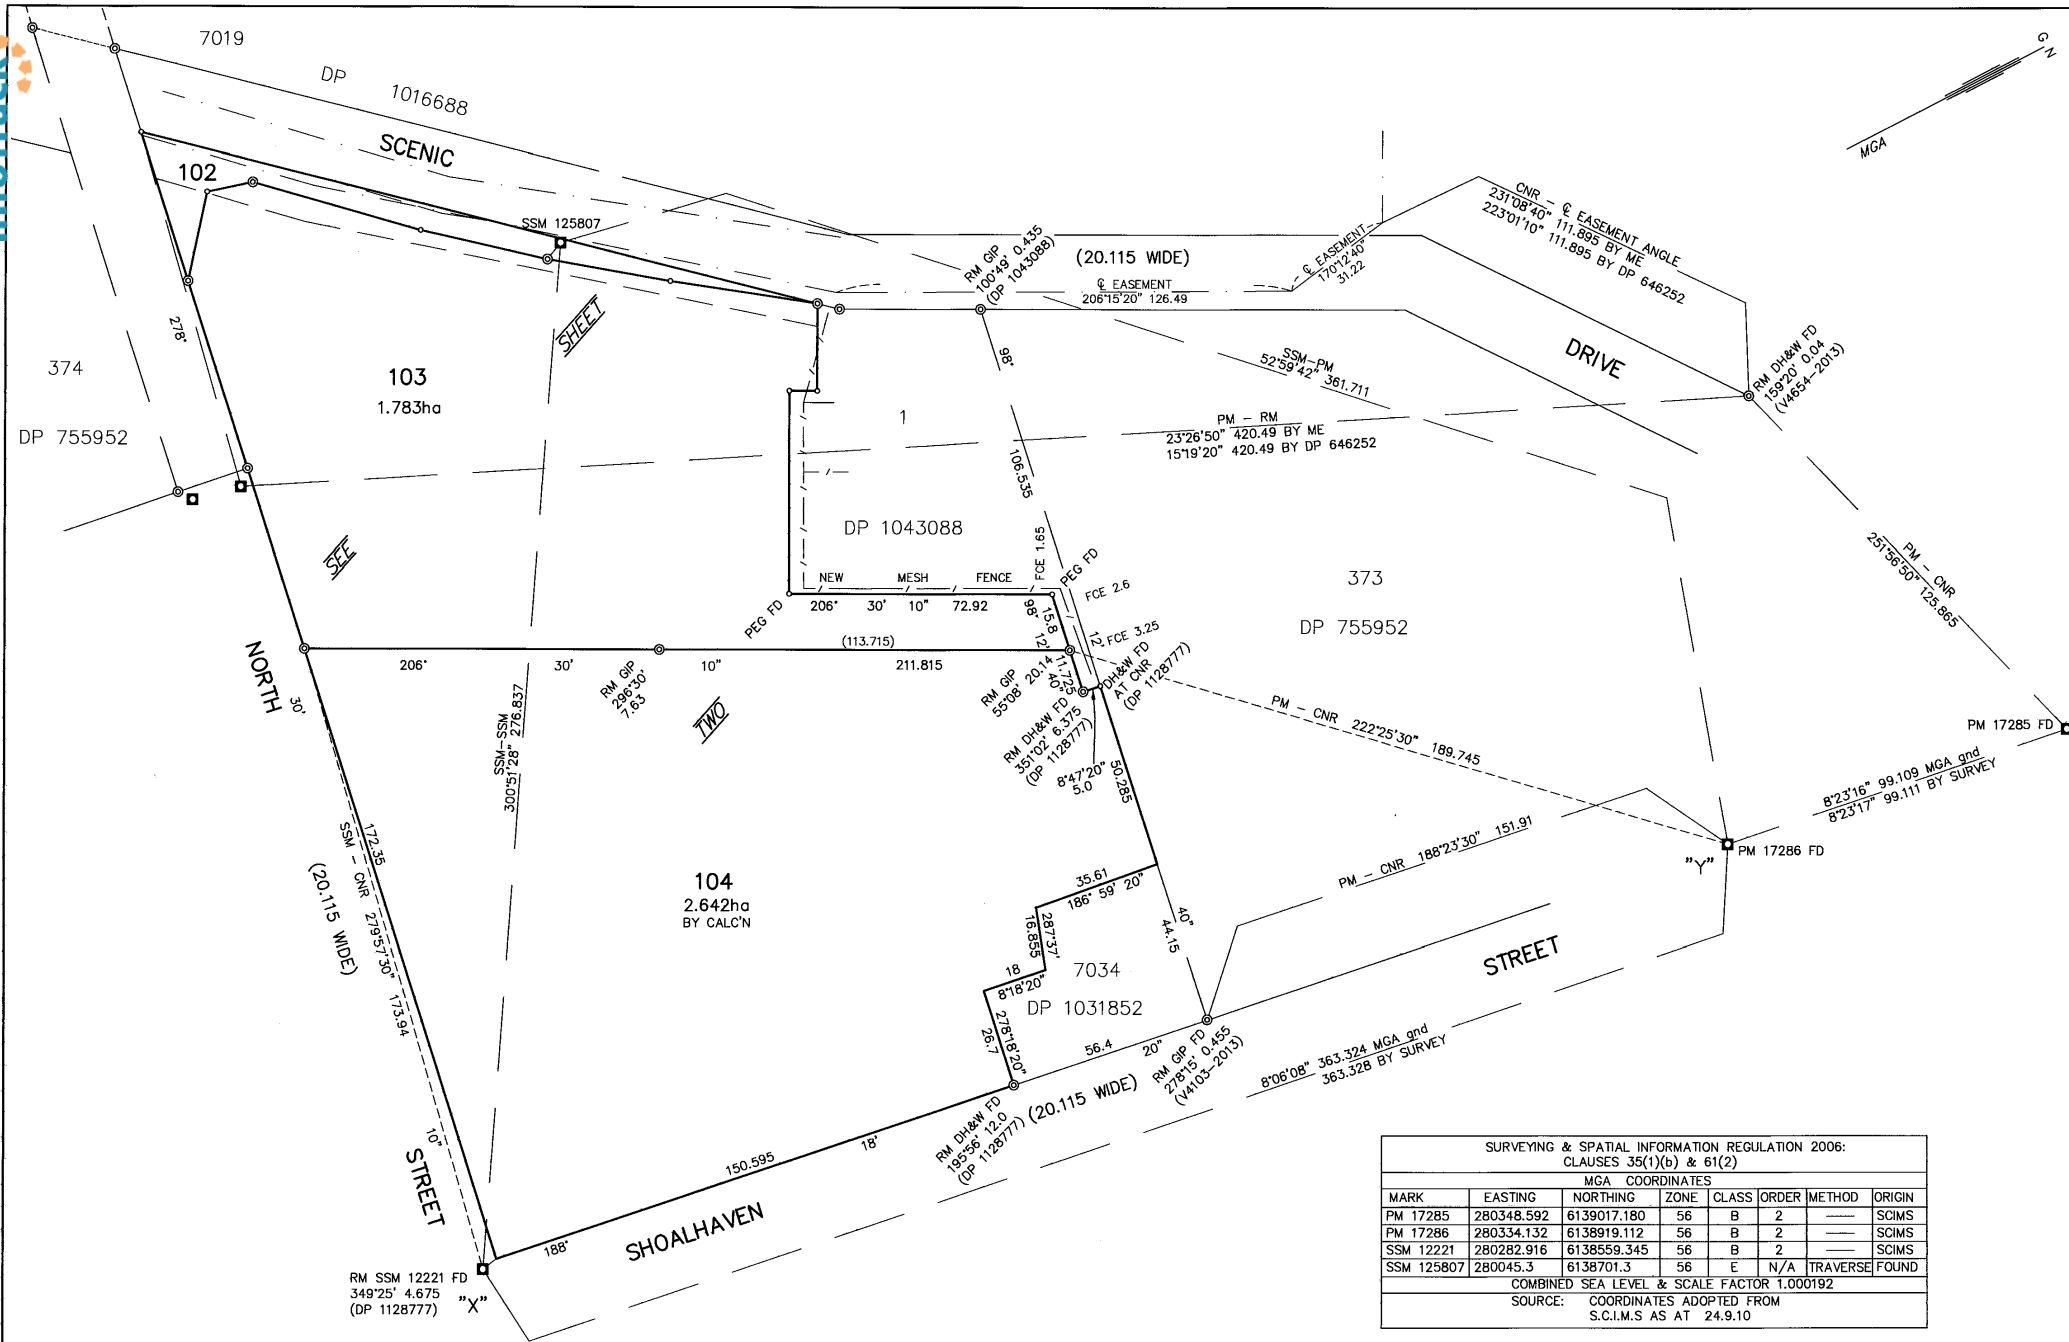 7019
DP 1016688
SCENIC
102
SSM 125807
RM GIP
100°49' 0.435
(DP 1043088)
(20.115 WIDE)
℄ EASEMENT
206°15'20" 126.49
℄ EASEMENT
170°12'40"
31.22
CNR - ℄ EASEMENT ANGLE
231°08'40" 111.895 BY ME
223°01'10" 111.895 BY DP 646252
G N
MGA
DRIVE
RM DH&W FD
159°20' 0.04
(V4654-2013)
SHEET
278°
374
DP 755952
103
1.783ha
98°
SSM-PM
52°59'42" 361.711
PM - RM
23°26'50" 420.49 BY ME
15°19'20" 420.49 BY DP 646252
1
106.535
DP 1043088
SEE
NEW MESH FENCE
FCE 1.65
PEG FD
FCE 2.6
PEG FD
206° 30' 10" 72.92
98°
15.8
12'
12'
FCE 3.25
373
DP 755952
PM - CNR
251°56'50" 125.865
(113.715)
206° 30' 10" 211.815
RM GIP
296°30'
7.63
RM GIP
55°08' 20.14
11.725
40"
DH&W FD
AT CNR
(DP 1128777)
RM DH&W FD
351°02' 6.375
(DP 1128777)
8°47'20"
5.0
50.285
NORTH
30'
SSM-SSM
300°51'28" 276.837
TWO
PM - CNR 222°25'30" 189.745
PM 17285 FD
8°23'16" 99.109 MGA gnd
8°23'17" 99.111 BY SURVEY
"Y"
PM 17286 FD
172.35
SSM - CNR 279°57'30" 173.94
(20.115 WIDE)
104
2.642ha
BY CALC'N
35.61
186° 59' 20"
287°37'
16.855
40"
44.15
PM - CNR 188°23'30" 151.91
18
8°18'20"
7034
DP 1031852
278°18'20"
26.7
STREET
56.4
20"
RM GIP FD
278°15' 0.455
(V4103-2013)
8°06'08" 363.324 MGA gnd
363.328 BY SURVEY
(20.115 WIDE)
RM DH&W FD
195°56' 12.0
(DP 1128777)
10"
STREET
150.595
18'
188°
SHOALHAVEN
RM SSM 12221 FD
349°25' 4.675
(DP 1128777)
"X"
SURVEYING & SPATIAL INFORMATION REGULATION 2006:
CLAUSES 35(1)(b) & 61(2)
MGA COORDINATES
MARK EASTING NORTHING ZONE CLASS ORDER METHOD ORIGIN
PM 17285 280348.592 6139017.180 56 B 2 — SCIMS
PM 17286 280334.132 6138919.112 56 B 2 — SCIMS
SSM 12221 280282.916 6138559.345 56 B 2 — SCIMS
SSM 125807 280045.3 6138701.3 56 E N/A TRAVERSE FOUND
COMBINED SEA LEVEL & SCALE FACTOR 1.000192
SOURCE: COORDINATES ADOPTED FROM
S.C.I.M.S AS AT 24.9.10